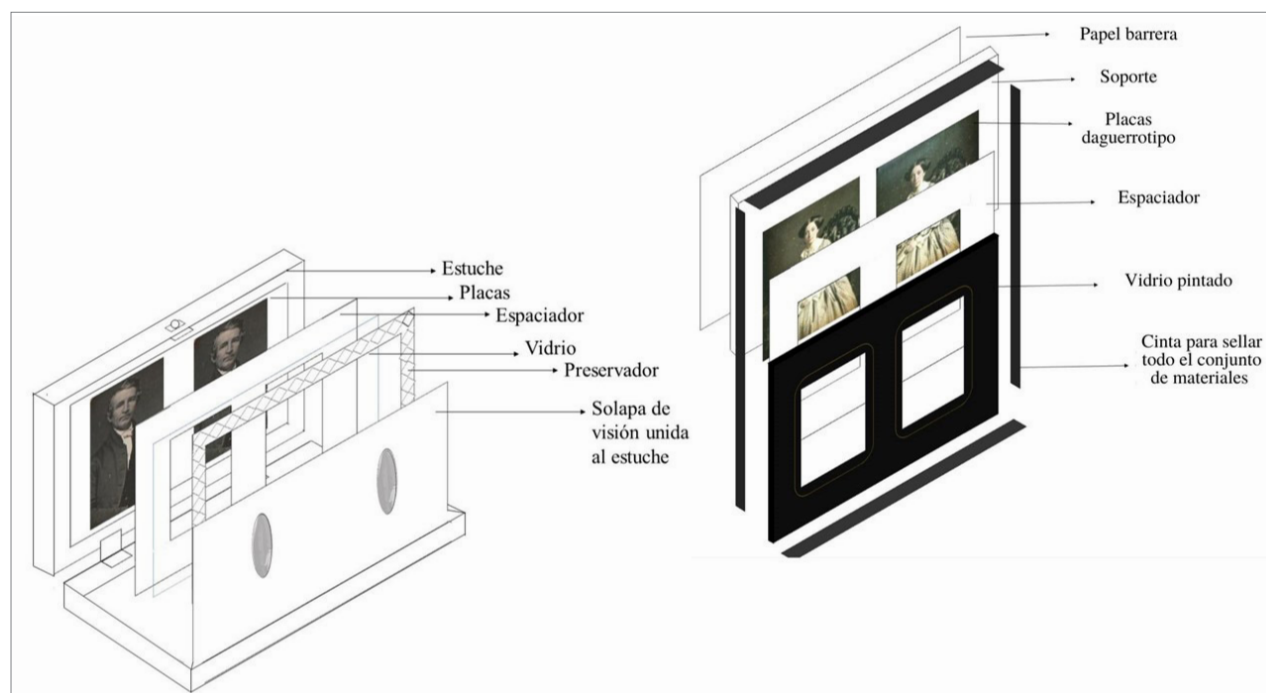 Estuche
Placas
Espaciador
Vidrio
Preservador
Solapa de
visión unida
al estuche
Papel barrera
Soporte
Placas
daguerrotipo
Espaciador
Vidrio pintado
Cinta para sellar
todo el conjunto
de materiales